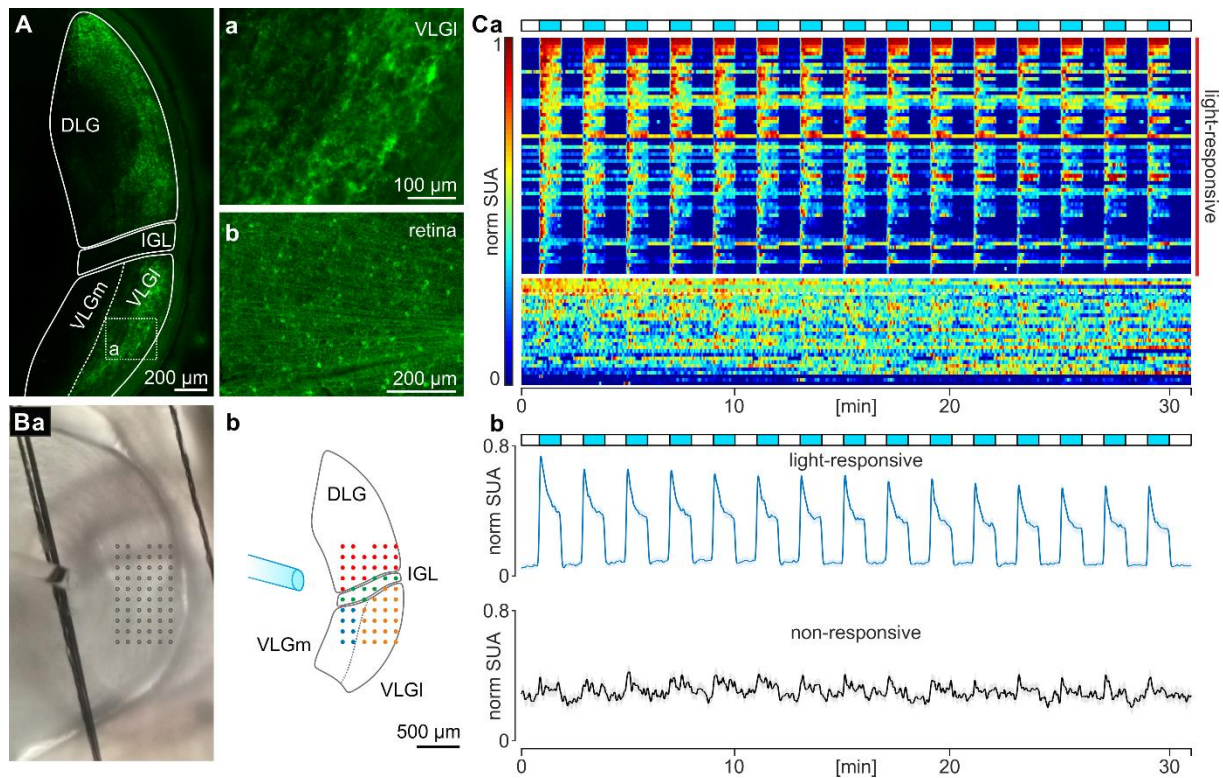 A
DLG
IGL
VLGm
VLGl
a
200 µm
a
VLGl
100 µm
b
retina
200 µm
Ba
b
DLG
IGL
VLGm
VLGl
500 µm
Ca
1
norm SUA
0
light-responsive
0
10
[min]
20
30
b
0.8
light-responsive
norm SUA
0
0.8
non-responsive
norm SUA
0
0
10
[min]
20
30